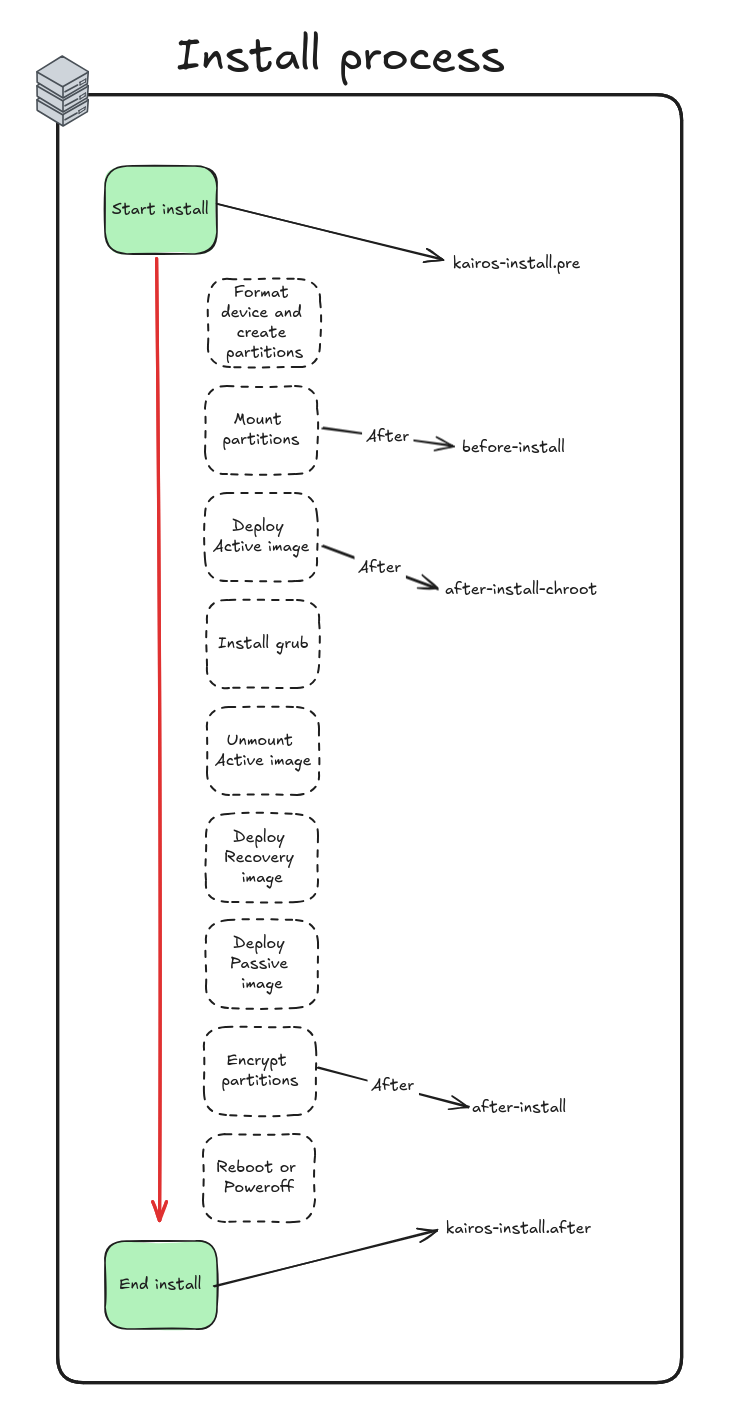 Install process
Start install
kairos-install.pre
Format
device and
create
partitions
Mount
partitions
After
before-install
Deploy
Active image
After
after-install-chroot
Install grub
Unmount
Active image
Deploy
Recovery
image
Deploy
Passive
image
Encrypt
partitions
After
after-install
Reboot or
Poweroff
kairos-install.after
End install